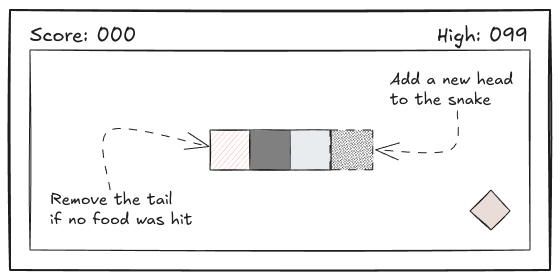 Score: 000
High: 099
Add a new head
to the snake
Remove the tail
if no food was hit